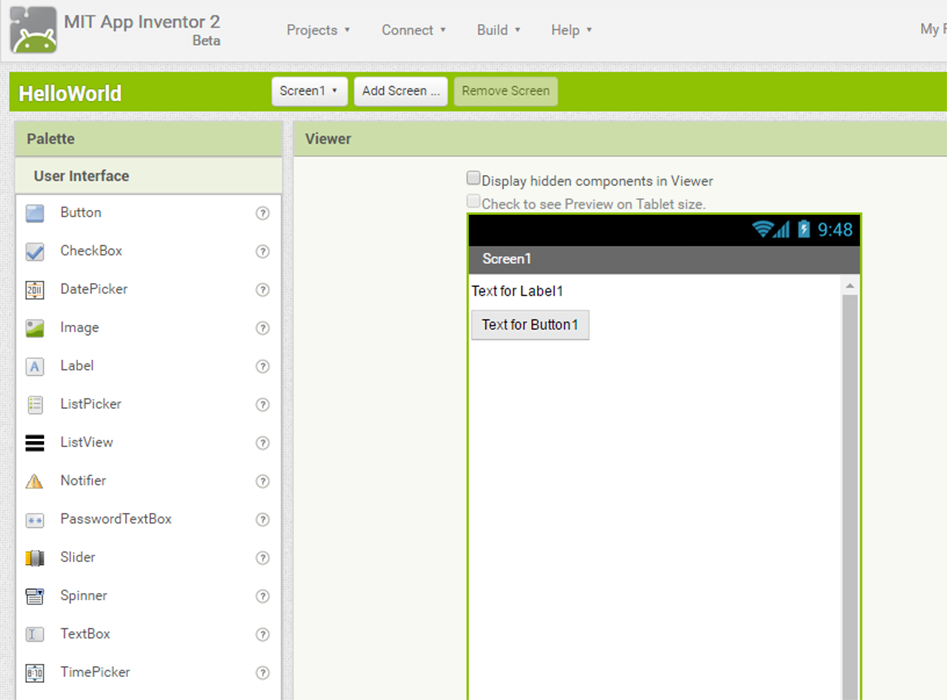 MIT App Inventor 2
Beta
Projects
Connect
Build
Help
My
HelloWorld
Screen1
Add Screen ...
Remove Screen
Palette
Viewer
User Interface
Display hidden components in Viewer
Check to see Preview on Tablet size.
9:48
Screen1
Text for Label1
Text for Button1
Button ?
CheckBox ?
DatePicker ?
Image ?
Label ?
ListPicker ?
ListView ?
Notifier ?
PasswordTextBox ?
Slider ?
Spinner ?
TextBox ?
TimePicker ?